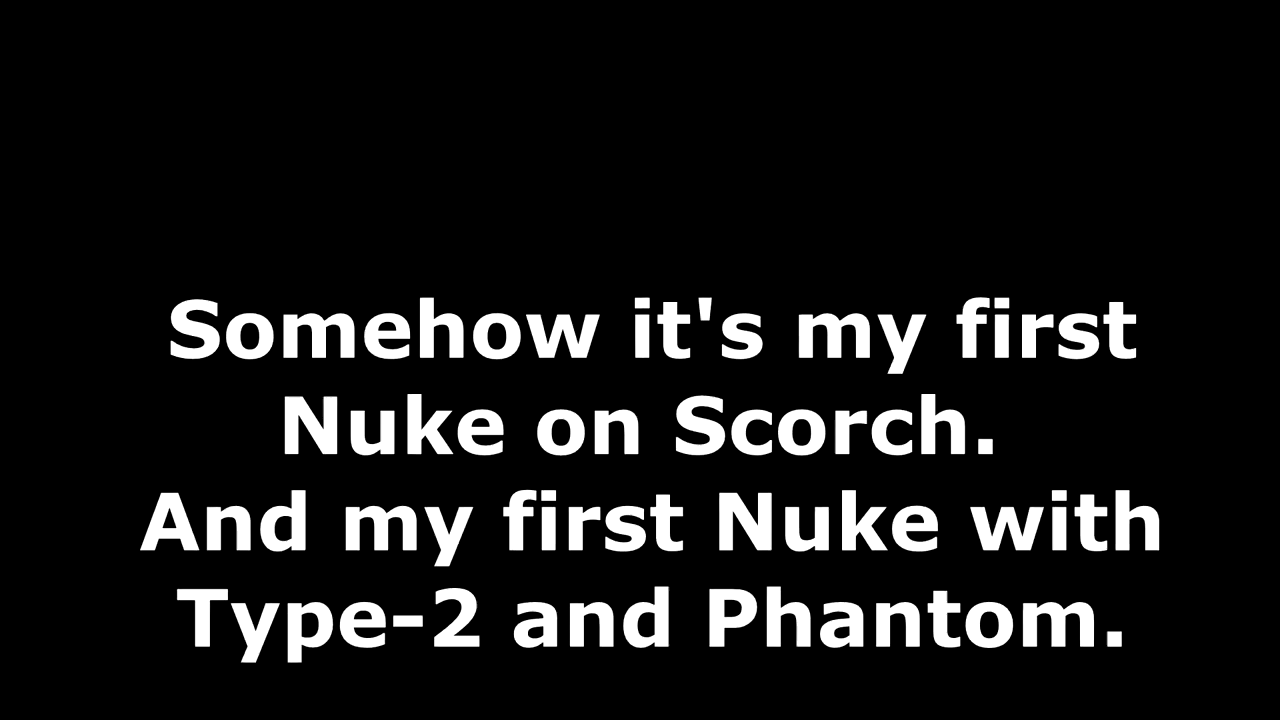 Somehow it's my first
Nuke on Scorch.
And my first Nuke with
Type-2 and Phantom.